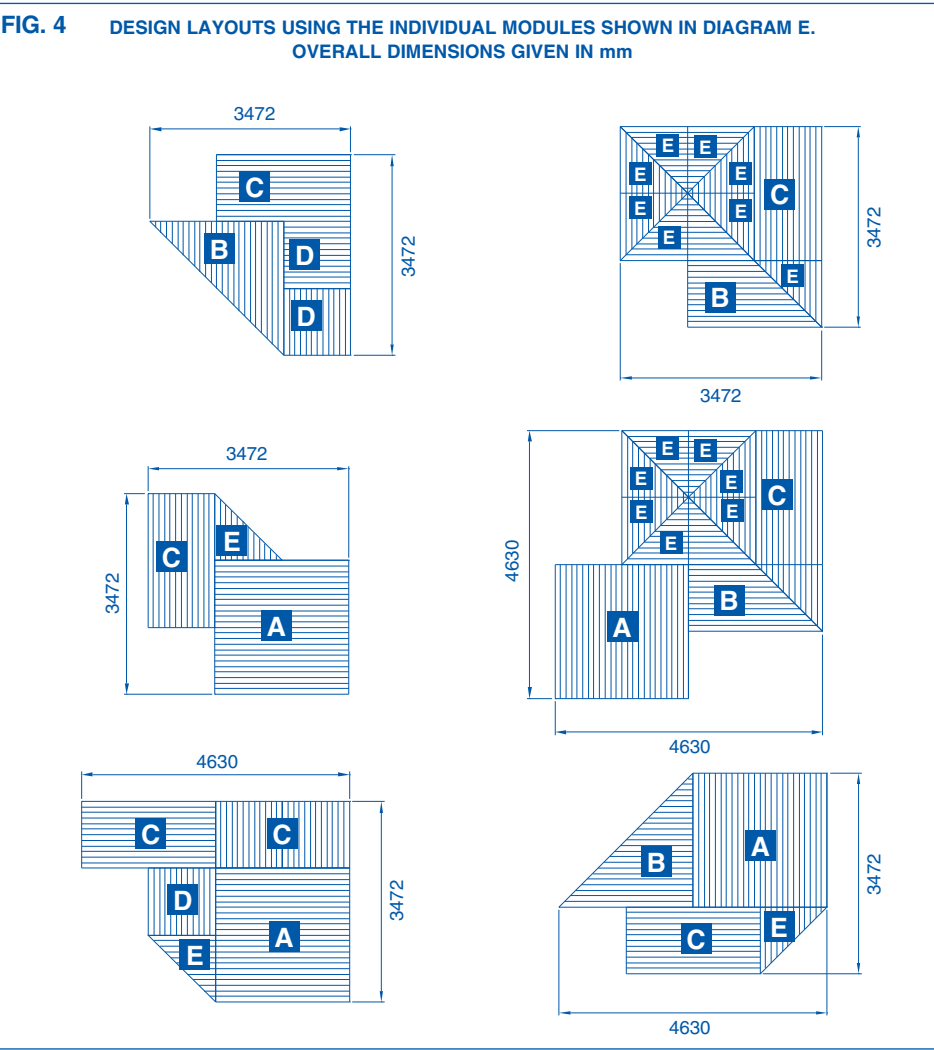 FIG. 4 DESIGN LAYOUTS USING THE INDIVIDUAL MODULES SHOWN IN DIAGRAM E.
OVERALL DIMENSIONS GIVEN IN mm
3472
C
B
D
D
3472
E
E
E
E
E
E
E
C
E
B
3472
3472
3472
C
E
A
3472
E
E
E
E
E
E
E
C
B
A
4630
4630
4630
C
C
D
A
E
3472
A
B
C
E
3472
4630